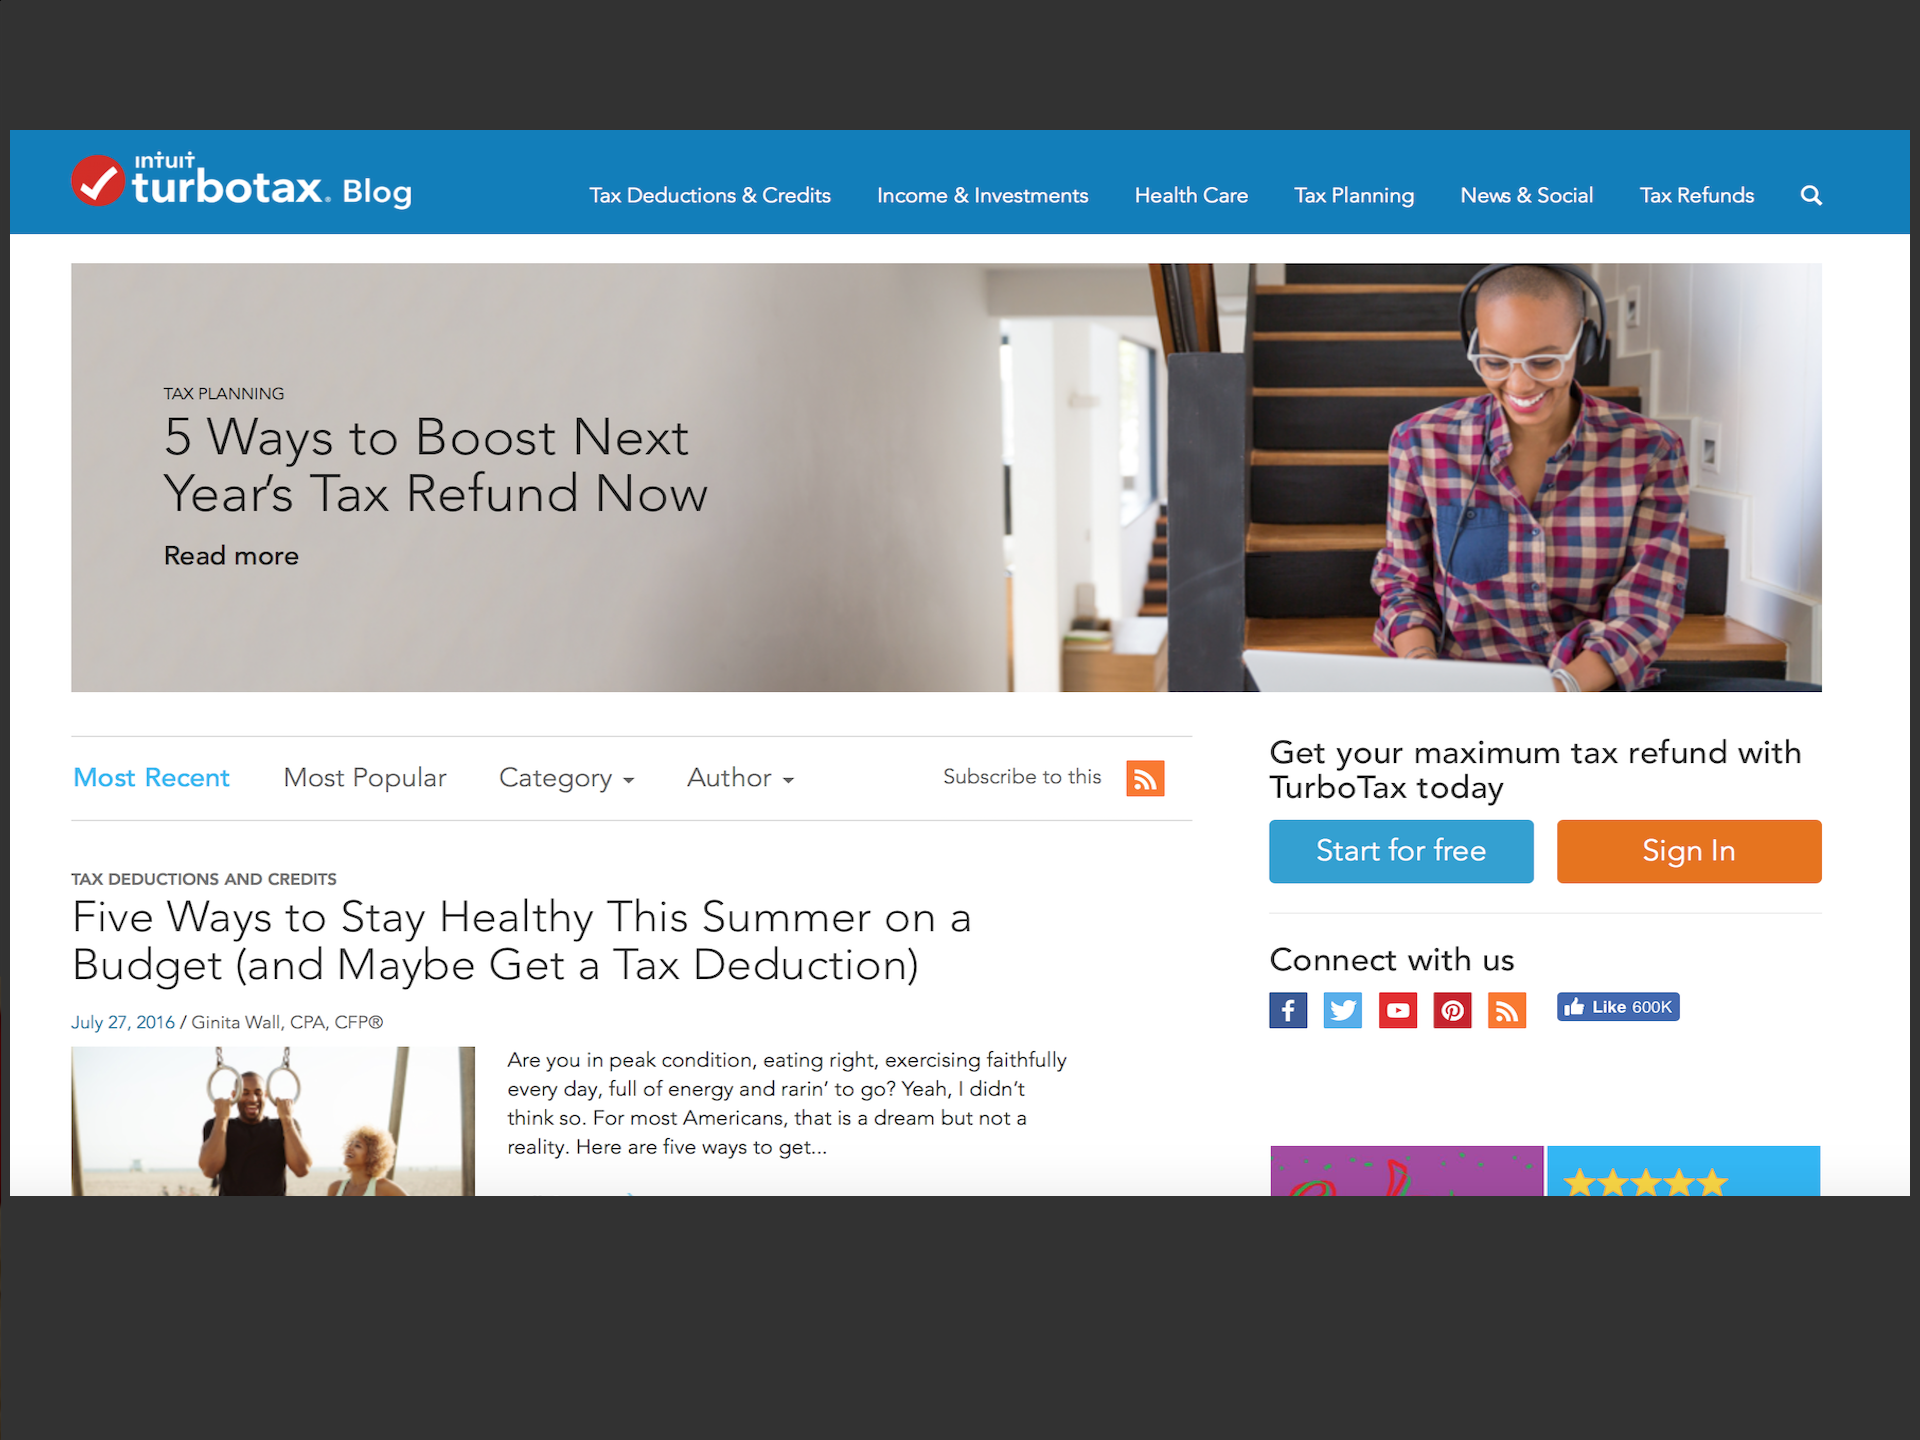 ıntuıt
turbotax. Blog
Tax Deductions & Credits
Income & Investments
Health Care
Tax Planning
News & Social
Tax Refunds
TAX PLANNING
5 Ways to Boost Next
Year's Tax Refund Now
Read more
Most Recent
Most Popular
Category
Author
Subscribe to this
TAX DEDUCTIONS AND CREDITS
Five Ways to Stay Healthy This Summer on a
Budget (and Maybe Get a Tax Deduction)
July 27, 2016 / Ginita Wall, CPA, CFP®
Are you in peak condition, eating right, exercising faithfully
every day, full of energy and rarin’ to go? Yeah, I didn’t
think so. For most Americans, that is a dream but not a
reality. Here are five ways to get...
Get your maximum tax refund with
TurboTax today
Start for free
Sign In
Connect with us
Like 600K